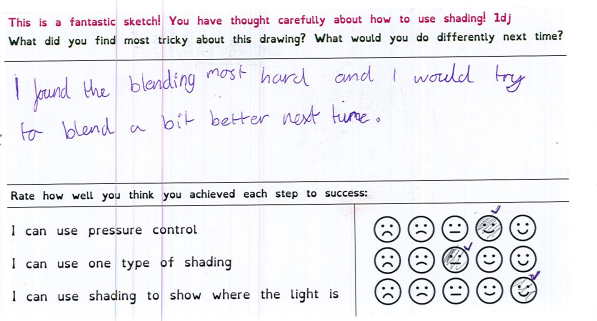 This is a fantastic sketch! You have thought carefully about how to use shading! 1dj
What did you find most tricky about this drawing? What would you do differently next time?
I found the blending most hard and I would try
to blend a bit better next time.
Rate how well you think you achieved each step to success:
I can use pressure control
I can use one type of shading
I can use shading to show where the light is